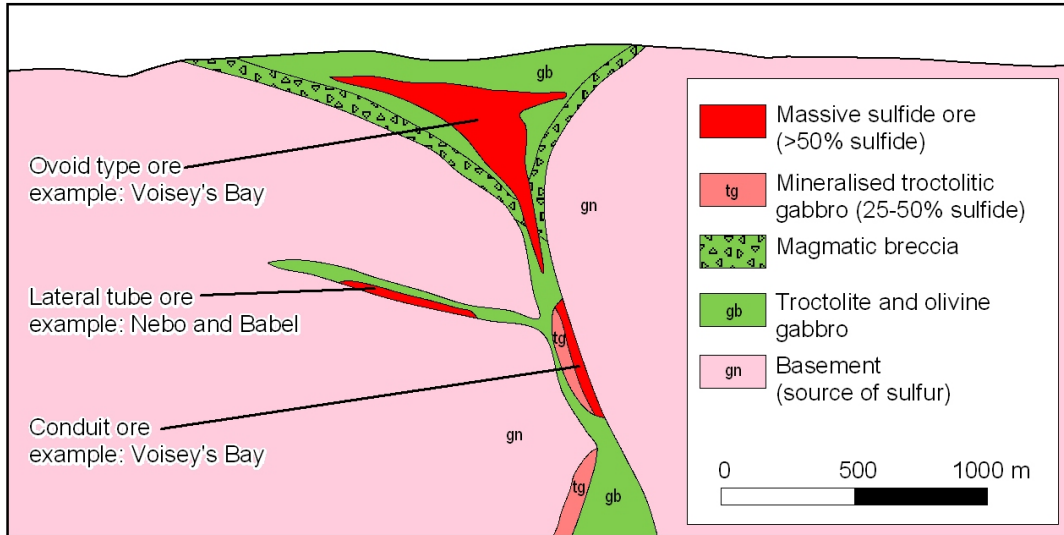 gb
Massive sulfide ore
(>50% sulfide)
Ovoid type ore
example: Voisey's Bay
gn
tg
Mineralised troctolitic
gabbro (25-50% sulfide)
Magmatic breccia
Lateral tube ore
example: Nebo and Babel
gb
Troctolite and olivine
gabbro
tg
gn
Basement
(source of sulfur)
Conduit ore
example: Voisey's Bay
gn
0 500 1000 m
tg
gb